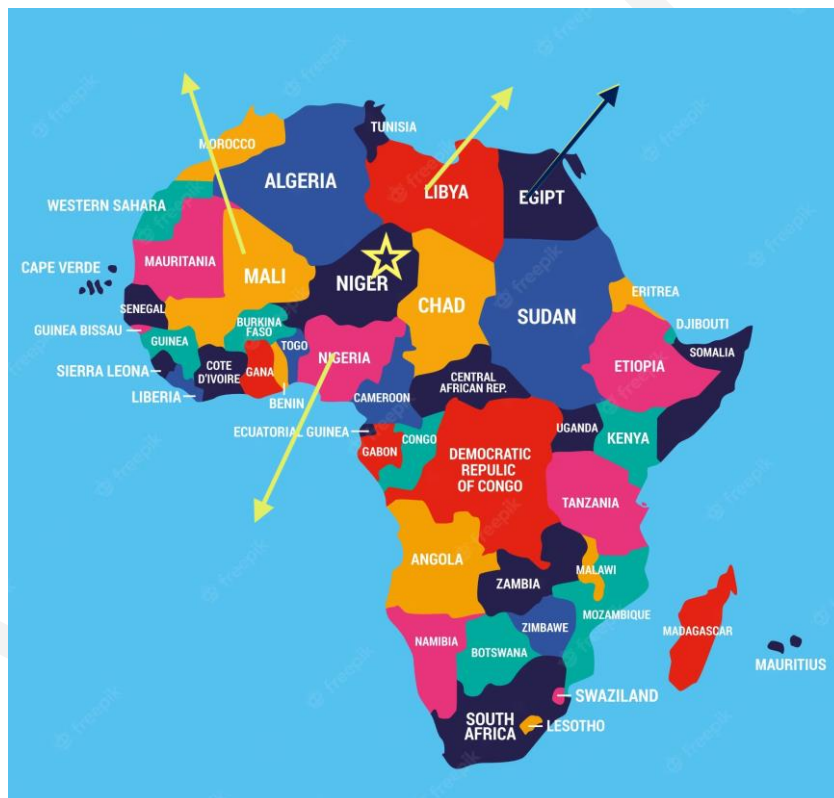 TUNISIA
MOROCCO
ALGERIA
LIBYA
EGIPT
WESTERN SAHARA
MAURITANIA
CAPE VERDE
MALI
NIGER
CHAD
SUDAN
ERITREA
SENEGAL
GUINEA BISSAU
GUINEA
BURKINA
FASO
DJIBOUTI
SOMALIA
TOGO
NIGERIA
ETIOPIA
SIERRA LEONA
COTE
D'IVOIRE
GANA
LIBERIA
BENIN
CAMEROON
CENTRAL
AFRICAN REP.
ECUATORIAL GUINEA
GABON
CONGO
UGANDA
KENYA
DEMOCRATIC
REPULIC
OF CONGO
TANZANIA
ANGOLA
ZAMBIA
MALAWI
MOZAMBIQUE
NAMIBIA
BOTSWANA
ZIMBAWE
MADAGASCAR
MAURITIUS
SWAZILAND
SOUTH
AFRICA
LESOTHO
freepik